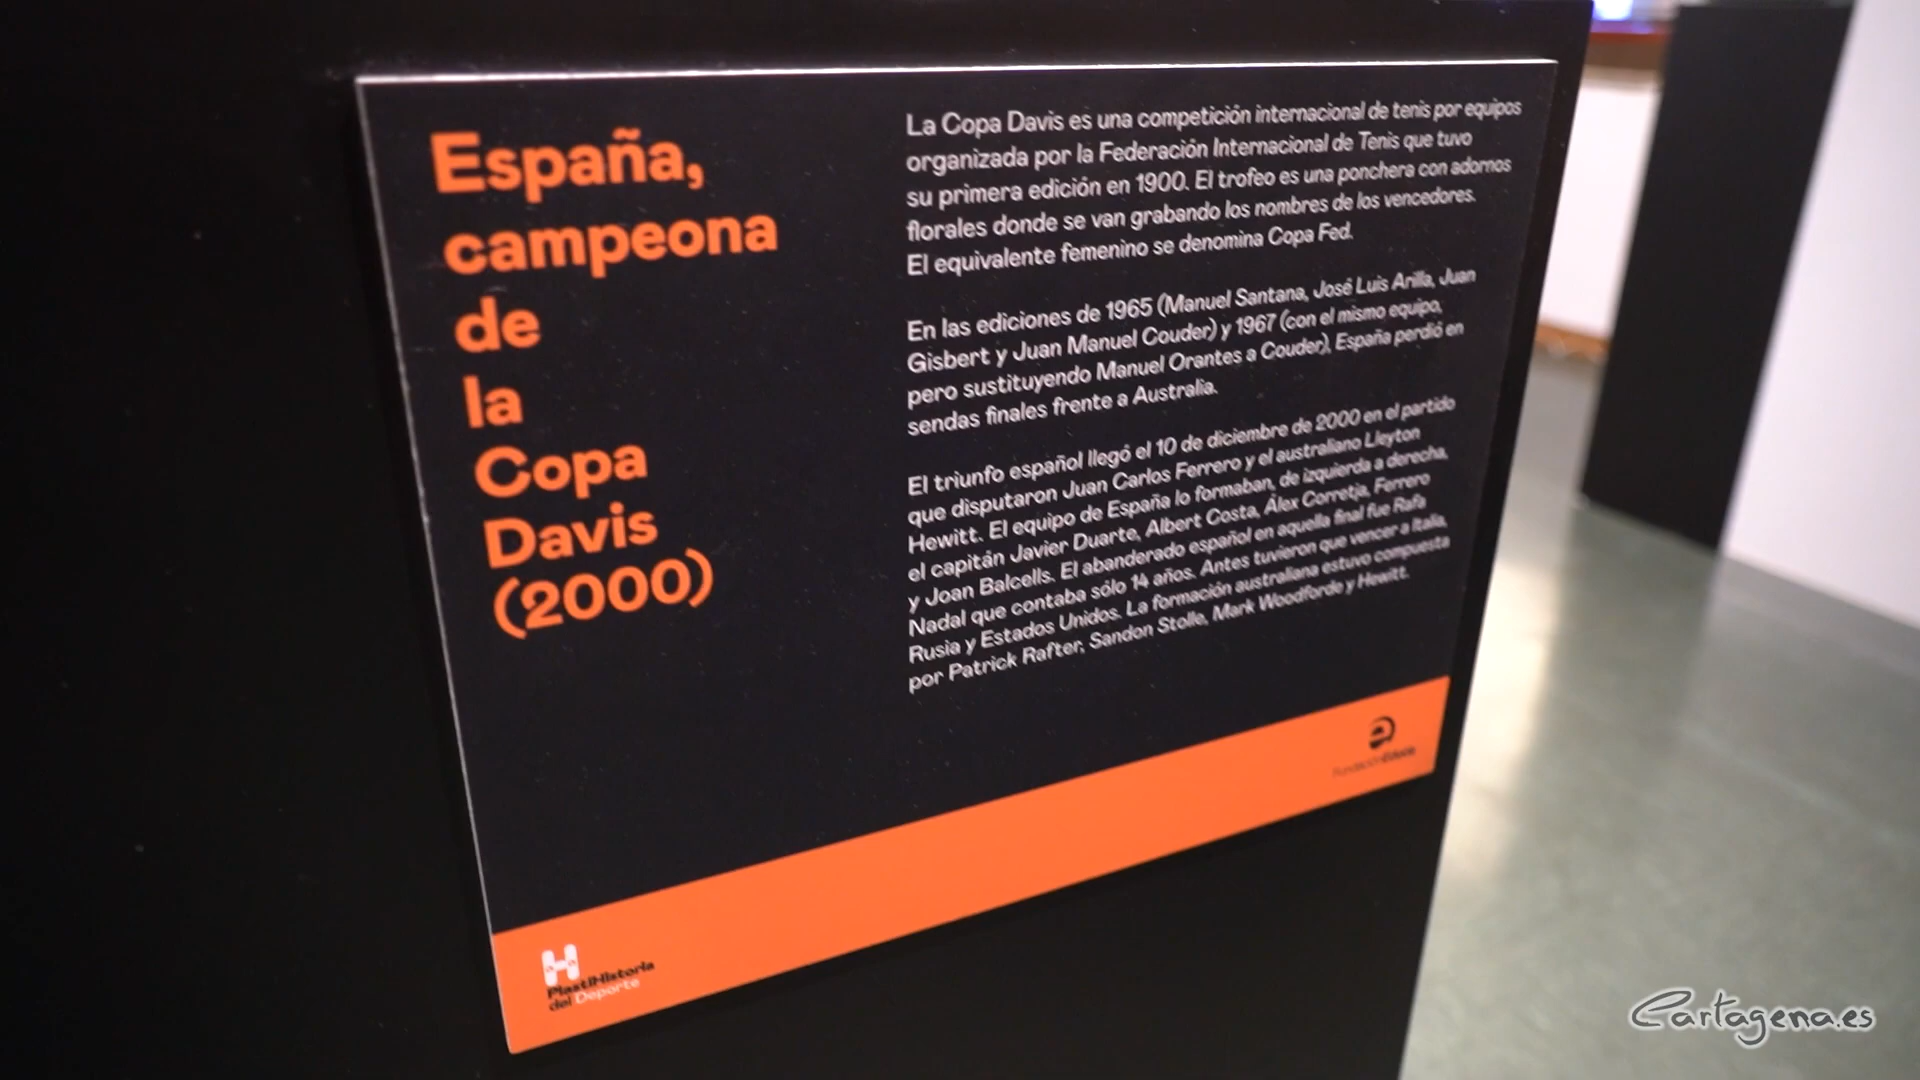 España,
campeona
de
la
Copa
Davis
(2000)
La Copa Davis es una competición internacional de tenis por equipos
organizada por la Federación Internacional de Tenis que tuvo
su primera edición en 1900. El trofeo es una ponchera con adornos
florales donde se van grabando los nombres de los vencedores.
El equivalente femenino se denomina Copa Fed.
En las ediciones de 1965 (Manuel Santana, José Luis Arilla, Juan
Gisbert y Juan Manuel Couder) y 1967 (con el mismo equipo,
pero sustituyendo Manuel Orantes a Couder), España perdió en
sendas finales frente a Australia.
El triunfo español llegó el 10 de diciembre de 2000 en el partido
que disputaron Juan Carlos Ferrero y el australiano Lleyton
Hewitt. El equipo de España lo formaban, de izquierda a derecha,
el capitán Javier Duarte, Albert Costa, Álex Corretja, Ferrero
y Joan Balcells. El abanderado español en aquella final fue Rafa
Nadal que contaba sólo 14 años. Antes tuvieron que vencer a Italia,
Rusia y Estados Unidos. La formación australiana estuvo compuesta
por Patrick Rafter, Sandon Stolle, Mark Woodforde y Hewitt.
PlastiHistoria
del Deporte
Cartagena.es